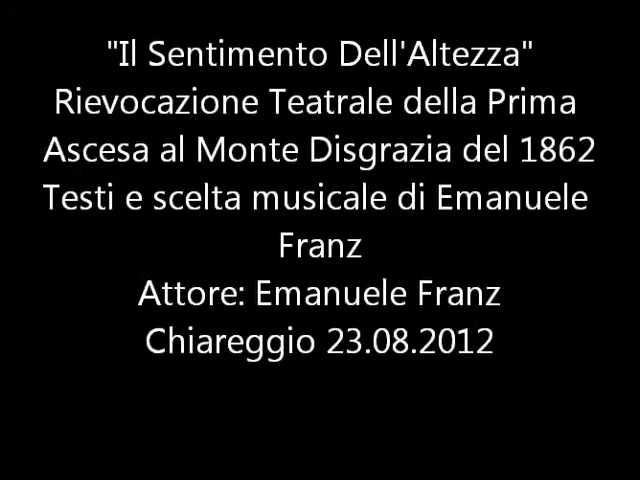 "Il Sentimento Dell'Altezza"
Rievocazione Teatrale della Prima
Ascesa al Monte Disgrazia del 1862
Testi e scelta musicale di Emanuele
Franz
Attore: Emanuele Franz
Chiareggio 23.08.2012